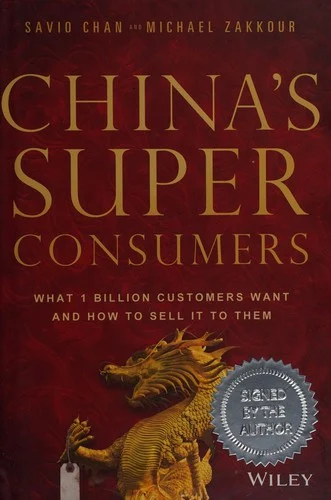 SAVIO CHAN AND MICHAEL ZAKKOUR
CHINA'S
SUPER
CONSUMERS
WHAT 1 BILLION CUSTOMERS WANT
AND HOW TO SELL IT TO THEM
SIGNED
BY THE
AUTHOR
WILEY